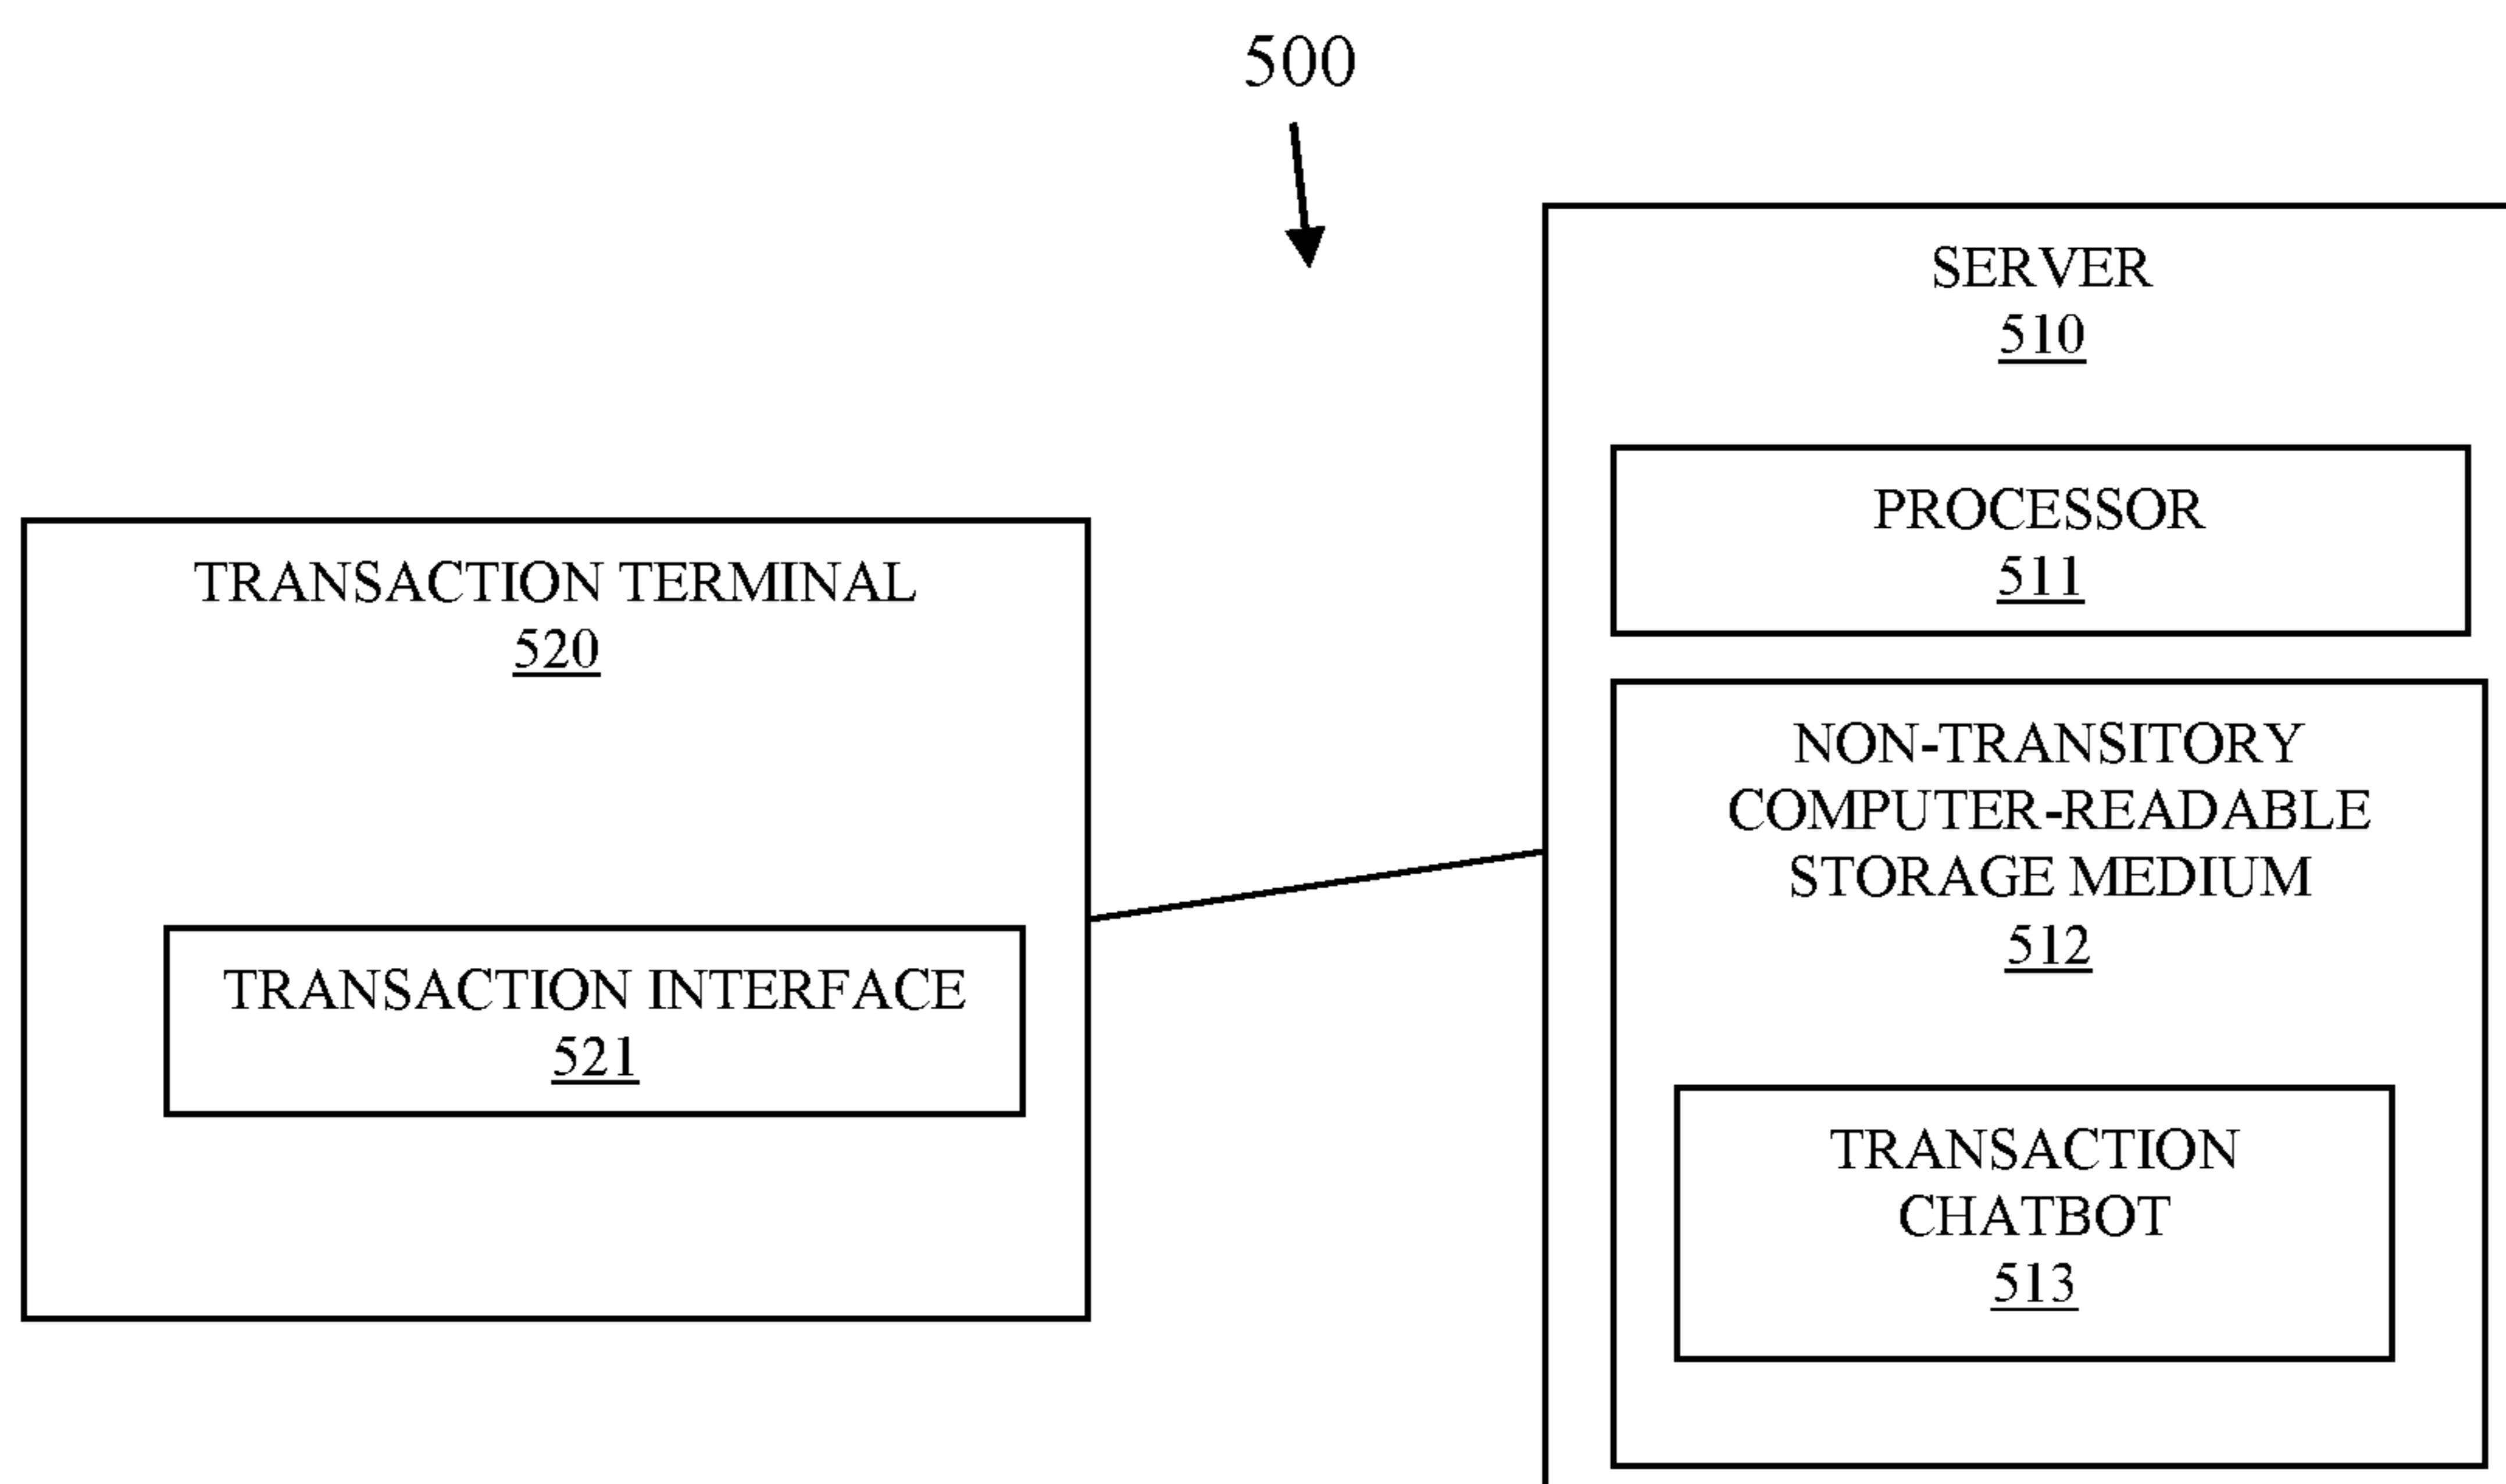 500
SERVER
510
PROCESSOR
511
TRANSACTION TERMINAL
520
NON-TRANSITORY
COMPUTER-READABLE
STORAGE MEDIUM
512
TRANSACTION INTERFACE
521
TRANSACTION
CHATBOT
513